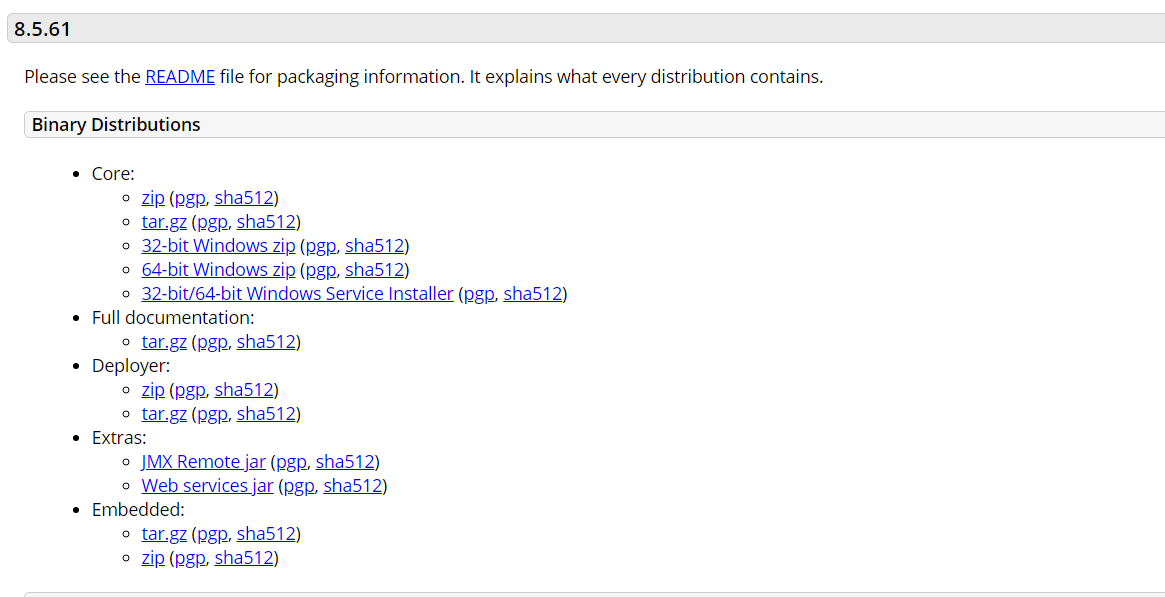 8.5.61
Please see the README file for packaging information. It explains what every distribution contains.
Binary Distributions
Core:
zip (pgp, sha512)
tar.gz (pgp, sha512)
32-bit Windows zip (pgp, sha512)
64-bit Windows zip (pgp, sha512)
32-bit/64-bit Windows Service Installer (pgp, sha512)
Full documentation:
tar.gz (pgp, sha512)
Deployer:
zip (pgp, sha512)
tar.gz (pgp, sha512)
Extras:
JMX Remote jar (pgp, sha512)
Web services jar (pgp, sha512)
Embedded:
tar.gz (pgp, sha512)
zip (pgp, sha512)